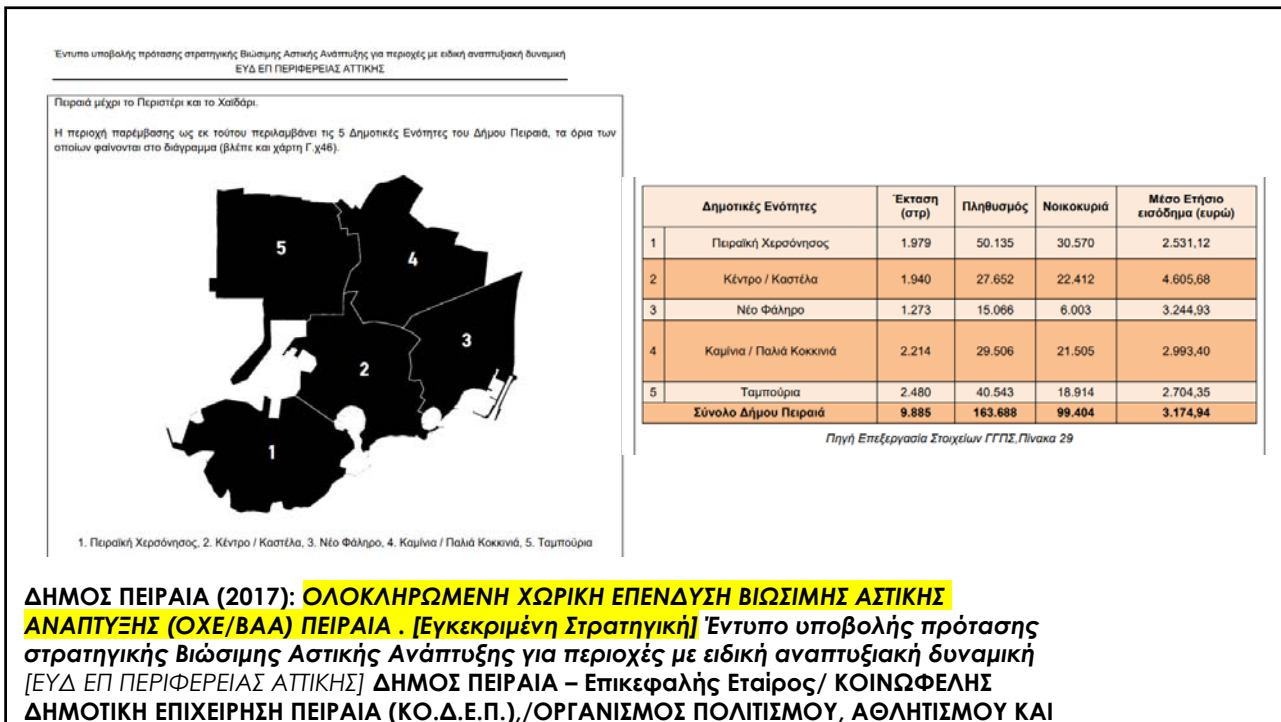 Έντυπο υποβολής πρότασης στρατηγικής Βιώσιμης Αστικής Ανάπτυξης για περιοχές με ειδική αναπτυξιακή δυναμική
ΕΥΔ ΕΠ ΠΕΡΙΦΕΡΕΙΑΣ ΑΤΤΙΚΗΣ
Πειραιά μέχρι το Περιστέρι και το Χαϊδάρι.
Η περιοχή παρέμβασης ως εκ τούτου περιλαμβάνει τις 5 Δημοτικές Ενότητες του Δήμου Πειραιά, τα όρια των
οποίων φαίνονται στο διάγραμμα (βλέπε και χάρτη Γ.χ46).
5
4
3
2
1
1. Πειραϊκή Χερσόνησος, 2. Κέντρο / Καστέλα, 3. Νέο Φάληρο, 4. Καμίνια / Παλιά Κοκκινιά, 5. Ταμπούρια
Δημοτικές Ενότητες Έκταση (στρ) Πληθυσμός Νοικοκυριά Μέσο Ετήσιο εισόδημα (ευρώ)
1 Πειραϊκή Χερσόνησος 1.979 50.135 30.570 2.531,12
2 Κέντρο / Καστέλα 1.940 27.652 22.412 4.605,68
3 Νέο Φάληρο 1.273 15.066 6.003 3.244,93
4 Καμίνια / Παλιά Κοκκινιά 2.214 29.506 21.505 2.993,40
5 Ταμπούρια 2.480 40.543 18.914 2.704,35
Σύνολο Δήμου Πειραιά 9.885 163.688 99.404 3.174,94
Πηγή Επεξεργασία Στοιχείων ΓΓΠΣ,Πίνακα 29
ΔΗΜΟΣ ΠΕΙΡΑΙΑ (2017): ΟΛΟΚΛΗΡΩΜΕΝΗ ΧΩΡΙΚΗ ΕΠΕΝΔΥΣΗ ΒΙΩΣΙΜΗΣ ΑΣΤΙΚΗΣ
ΑΝΑΠΤΥΞΗΣ (ΟΧΕ/ΒΑΑ) ΠΕΙΡΑΙΑ . [Εγκεκριμένη Στρατηγική] Έντυπο υποβολής πρότασης
στρατηγικής Βιώσιμης Αστικής Ανάπτυξης για περιοχές με ειδική αναπτυξιακή δυναμική
[ΕΥΔ ΕΠ ΠΕΡΙΦΕΡΕΙΑΣ ΑΤΤΙΚΗΣ] ΔΗΜΟΣ ΠΕΙΡΑΙΑ – Επικεφαλής Εταίρος/ ΚΟΙΝΩΦΕΛΗΣ
ΔΗΜΟΤΙΚΗ ΕΠΙΧΕΙΡΗΣΗ ΠΕΙΡΑΙΑ (ΚΟ.Δ.Ε.Π.),/ΟΡΓΑΝΙΣΜΟΣ ΠΟΛΙΤΙΣΜΟΥ, ΑΘΛΗΤΙΣΜΟΥ ΚΑΙ